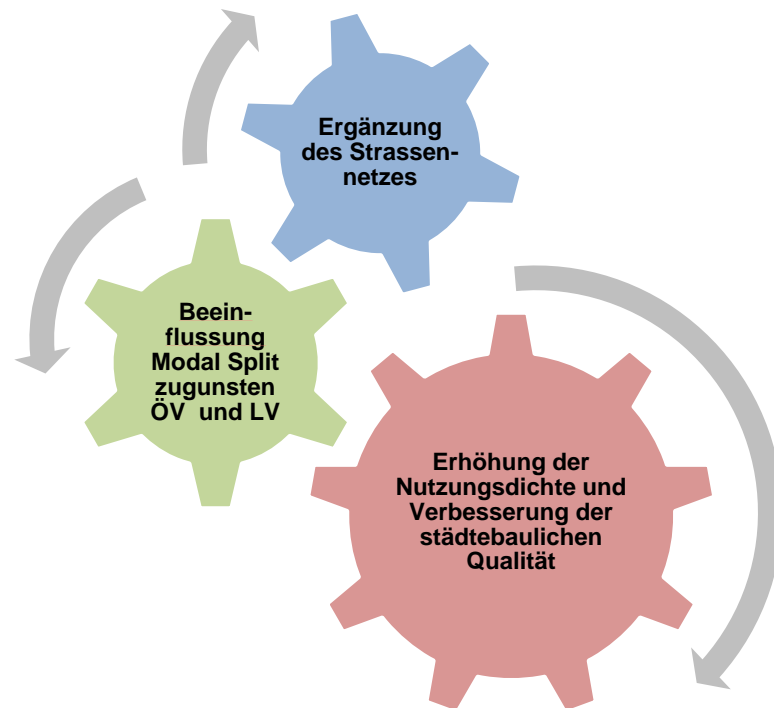 Ergänzung
des Strassen-
netzes
Beein-
flussung
Modal Split
zugunsten
ÖV und LV
Erhöhung der
Nutzungsdichte und
Verbesserung der
städtebaulichen
Qualität